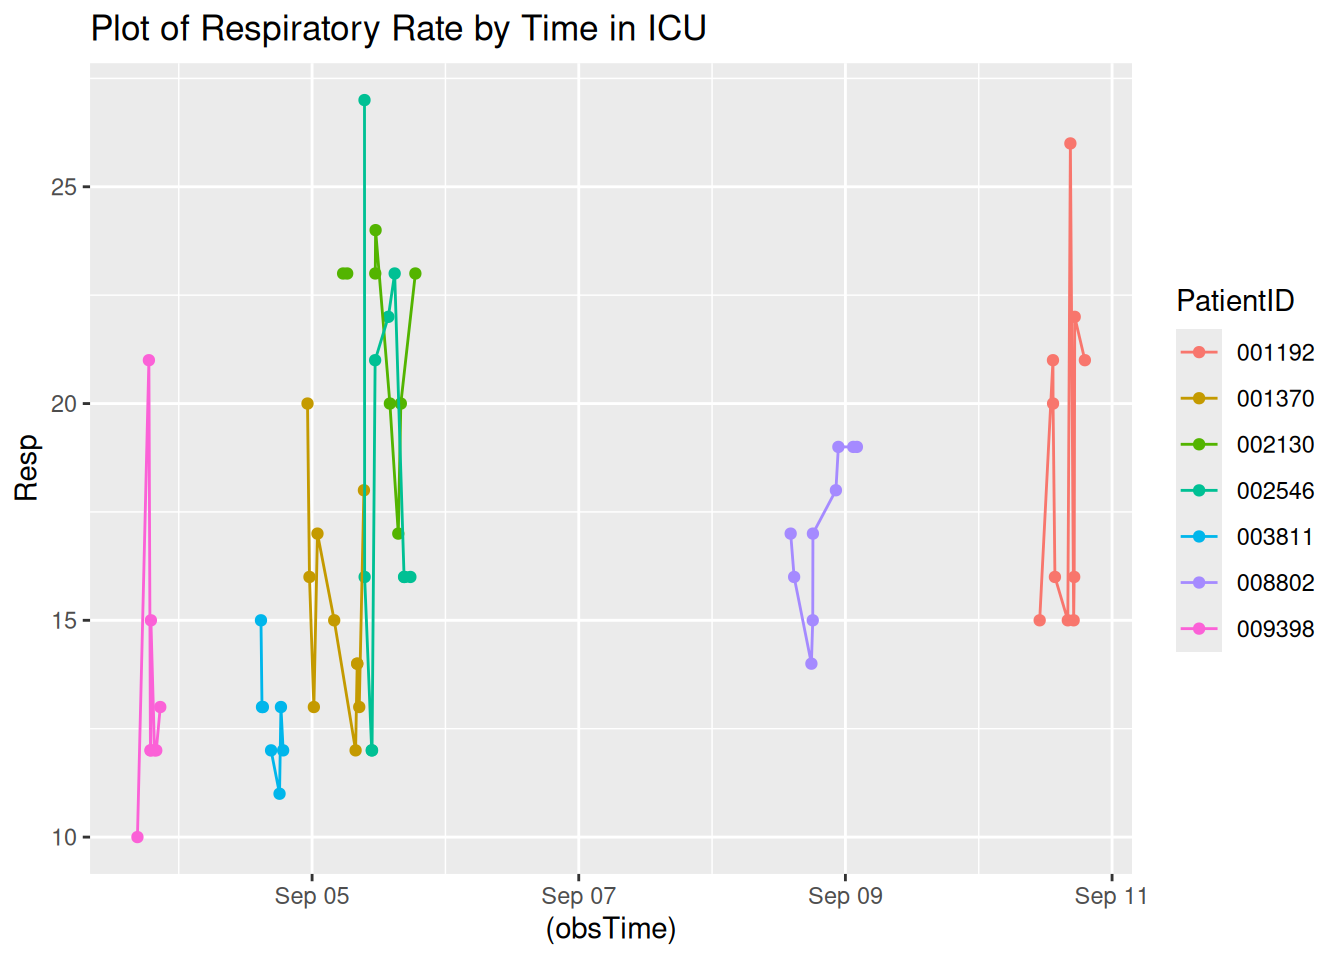 Plot of Respiratory Rate by Time in ICU
25
20
15
10
Resp
Sep 05
Sep 07
Sep 09
Sep 11
(obsTime)
PatientID
001192
001370
002130
002546
003811
008802
009398